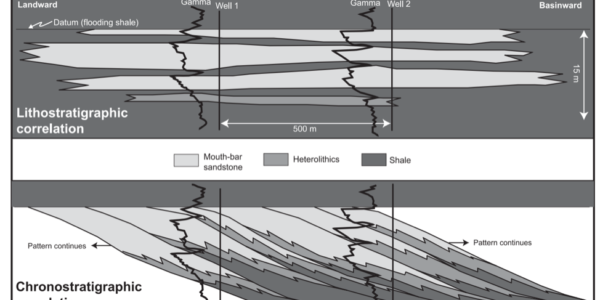 Landward
Gamma Well 1
Gamma Well 2
Basinward
Datum (flooding shale)
15 m
Lithostratigraphic
correlation
500 m
Mouth-bar
sandstone
Heterolithics
Shale
Pattern continues
Pattern continues
Chronostratigraphic